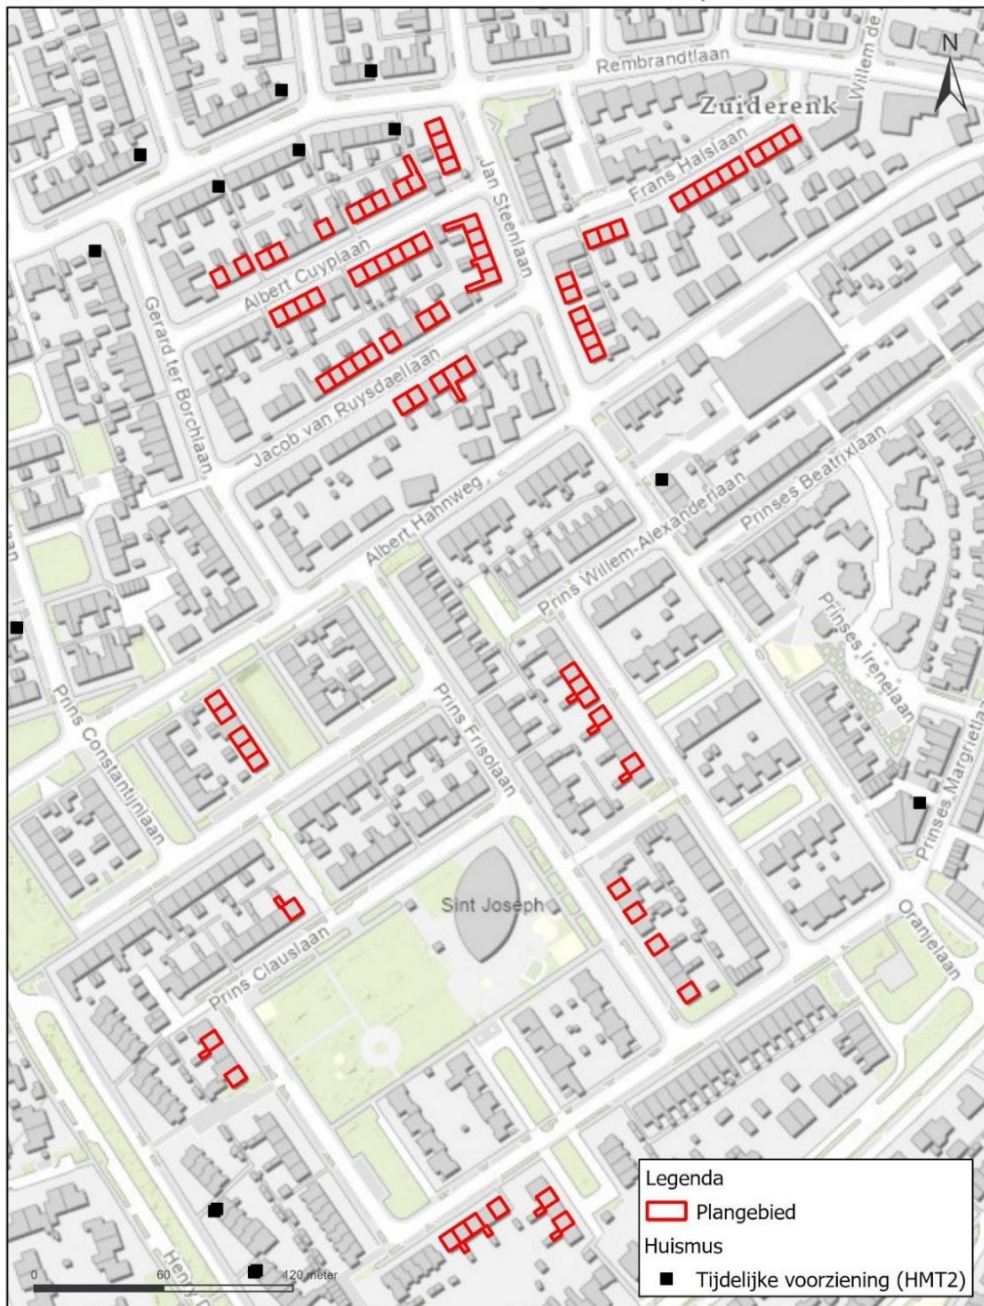 Rembrandtlaan
Willem de
N
Zuiderenk
Frans Halslaan
Jan Steenlaan
Albert Cuyplaan
Gerard ter Borchlaan
Jacob van Ruysdaellaan
Albert Hahnweg
Prinses Beatrixlaan
Prins Willem-Alexanderlaan
laan
Prinses Irenelaan
Prins Constantijnlaan
Prins Frisolaan
Prinses Margrietlaa
Sint Joseph
Oranjelaan
Prins Clauslaan
Legenda
Plangebied
Huismus
Tijdelijke voorziening (HMT2)
0 60 120 meter